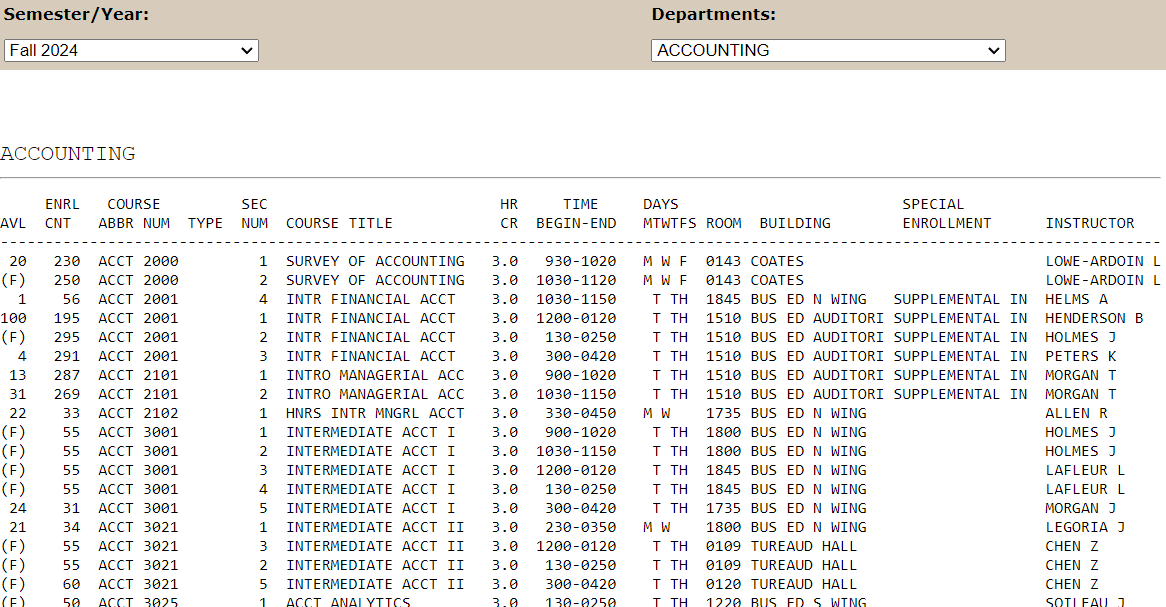 Semester/Year: Departments:
Fall 2024 ACCOUNTING
ACCOUNTING
ENRL COURSE SEC HR TIME DAYS SPECIAL
AVL CNT ABBR NUM TYPE NUM COURSE TITLE CR BEGIN-END MTWTFS ROOM BUILDING ENROLLMENT INSTRUCTOR
20 230 ACCT 2000 1 SURVEY OF ACCOUNTING 3.0 930-1020 M W F 0143 COATES LOWE-ARDOIN L
(F) 250 ACCT 2000 2 SURVEY OF ACCOUNTING 3.0 1030-1120 M W F 0143 COATES LOWE-ARDOIN L
1 56 ACCT 2001 4 INTR FINANCIAL ACCT 3.0 1030-1150 T TH 1845 BUS ED N WING SUPPLEMENTAL IN HELMS A
100 195 ACCT 2001 1 INTR FINANCIAL ACCT 3.0 1200-0120 T TH 1510 BUS ED AUDITORI SUPPLEMENTAL IN HENDERSON B
(F) 295 ACCT 2001 2 INTR FINANCIAL ACCT 3.0 130-0250 T TH 1510 BUS ED AUDITORI SUPPLEMENTAL IN HOLMES J
4 291 ACCT 2001 3 INTR FINANCIAL ACCT 3.0 300-0420 T TH 1510 BUS ED AUDITORI SUPPLEMENTAL IN PETERS K
13 287 ACCT 2101 1 INTRO MANAGERIAL ACC 3.0 900-1020 T TH 1510 BUS ED AUDITORI SUPPLEMENTAL IN MORGAN T
31 269 ACCT 2101 2 INTRO MANAGERIAL ACC 3.0 1030-1150 T TH 1510 BUS ED AUDITORI SUPPLEMENTAL IN MORGAN T
22 33 ACCT 2102 1 HNRS INTR MNGRL ACCT 3.0 330-0450 M W 1735 BUS ED N WING ALLEN R
(F) 55 ACCT 3001 1 INTERMEDIATE ACCT I 3.0 900-1020 T TH 1800 BUS ED N WING HOLMES J
(F) 55 ACCT 3001 2 INTERMEDIATE ACCT I 3.0 1030-1150 T TH 1800 BUS ED N WING HOLMES J
(F) 55 ACCT 3001 3 INTERMEDIATE ACCT I 3.0 1200-0120 T TH 1845 BUS ED N WING LAFLEUR L
(F) 55 ACCT 3001 4 INTERMEDIATE ACCT I 3.0 130-0250 T TH 1845 BUS ED N WING LAFLEUR L
24 31 ACCT 3001 5 INTERMEDIATE ACCT I 3.0 300-0420 T TH 1735 BUS ED N WING MORGAN J
21 34 ACCT 3021 1 INTERMEDIATE ACCT II 3.0 230-0350 M W 1800 BUS ED N WING LEGORIA J
(F) 55 ACCT 3021 3 INTERMEDIATE ACCT II 3.0 1200-0120 T TH 0109 TUREAUD HALL CHEN Z
(F) 55 ACCT 3021 2 INTERMEDIATE ACCT II 3.0 130-0250 T TH 0109 TUREAUD HALL CHEN Z
(F) 60 ACCT 3021 5 INTERMEDIATE ACCT II 3.0 300-0420 T TH 0120 TUREAUD HALL CHEN Z
(F) 50 ACCT 3025 1 ACCT ANALYTICS 3.0 130-0250 T TH 1220 BUS ED S WING SOILEAU J